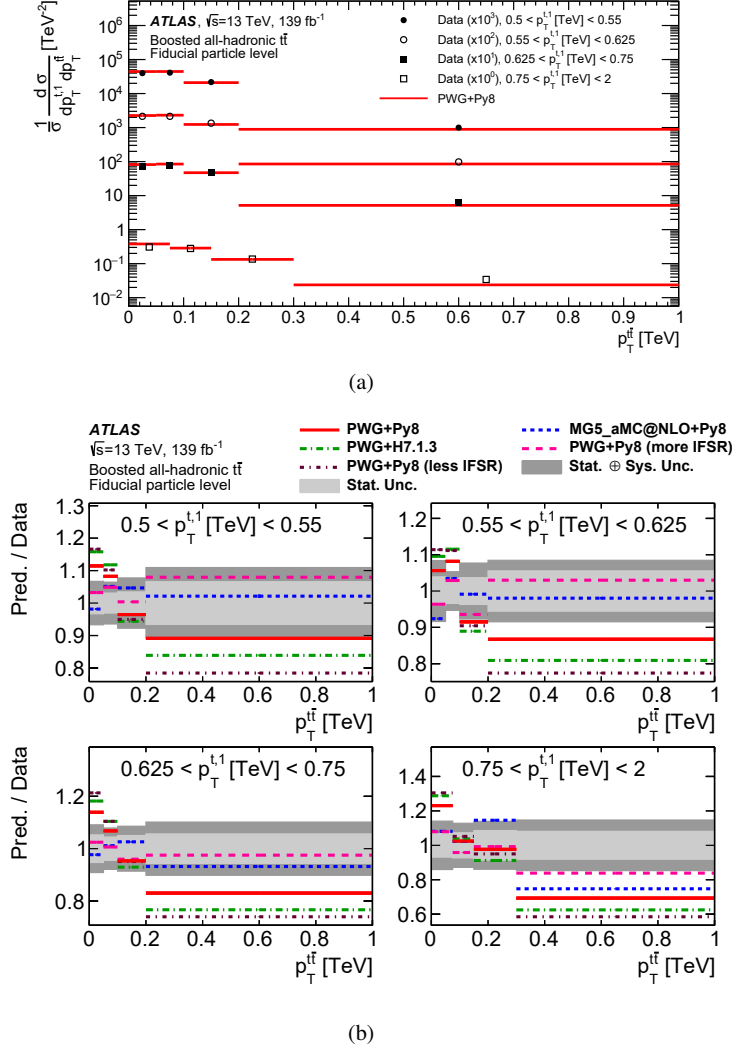 ATLAS, √s=13 TeV, 139 fb⁻¹
Boosted all-hadronic tt̄
Fiducial particle level
Data (x10³), 0.5 < p_T^{t,1} [TeV] < 0.55
Data (x10²), 0.55 < p_T^{t,1} [TeV] < 0.625
Data (x10¹), 0.625 < p_T^{t,1} [TeV] < 0.75
Data (x10⁰), 0.75 < p_T^{t,1} [TeV] < 2
PWG+Py8
1/σ d σ / dp_T^{t,1} dp_T^{tt̄} [TeV⁻²]
10⁶
10⁵
10⁴
10³
10²
10
1
10⁻¹
10⁻²
0 0.1 0.2 0.3 0.4 0.5 0.6 0.7 0.8 0.9 1
p_T^{tt̄} [TeV]
(a)
ATLAS
√s=13 TeV, 139 fb⁻¹
Boosted all-hadronic tt̄
Fiducial particle level
PWG+Py8
PWG+H7.1.3
PWG+Py8 (less IFSR)
Stat. Unc.
MG5_aMC@NLO+Py8
PWG+Py8 (more IFSR)
Stat. ⊕ Sys. Unc.
Pred. / Data
0.5 < p_T^{t,1} [TeV] < 0.55
1.3
1.2
1.1
1
0.9
0.8
0 0.2 0.4 0.6 0.8 1
p_T^{tt̄} [TeV]
0.55 < p_T^{t,1} [TeV] < 0.625
1.2
1.1
1
0.9
0.8
0 0.2 0.4 0.6 0.8 1
p_T^{tt̄} [TeV]
Pred. / Data
0.625 < p_T^{t,1} [TeV] < 0.75
1.2
1
0.8
0 0.2 0.4 0.6 0.8 1
p_T^{tt̄} [TeV]
0.75 < p_T^{t,1} [TeV] < 2
1.4
1.2
1
0.8
0.6
0 0.2 0.4 0.6 0.8 1
p_T^{tt̄} [TeV]
(b)